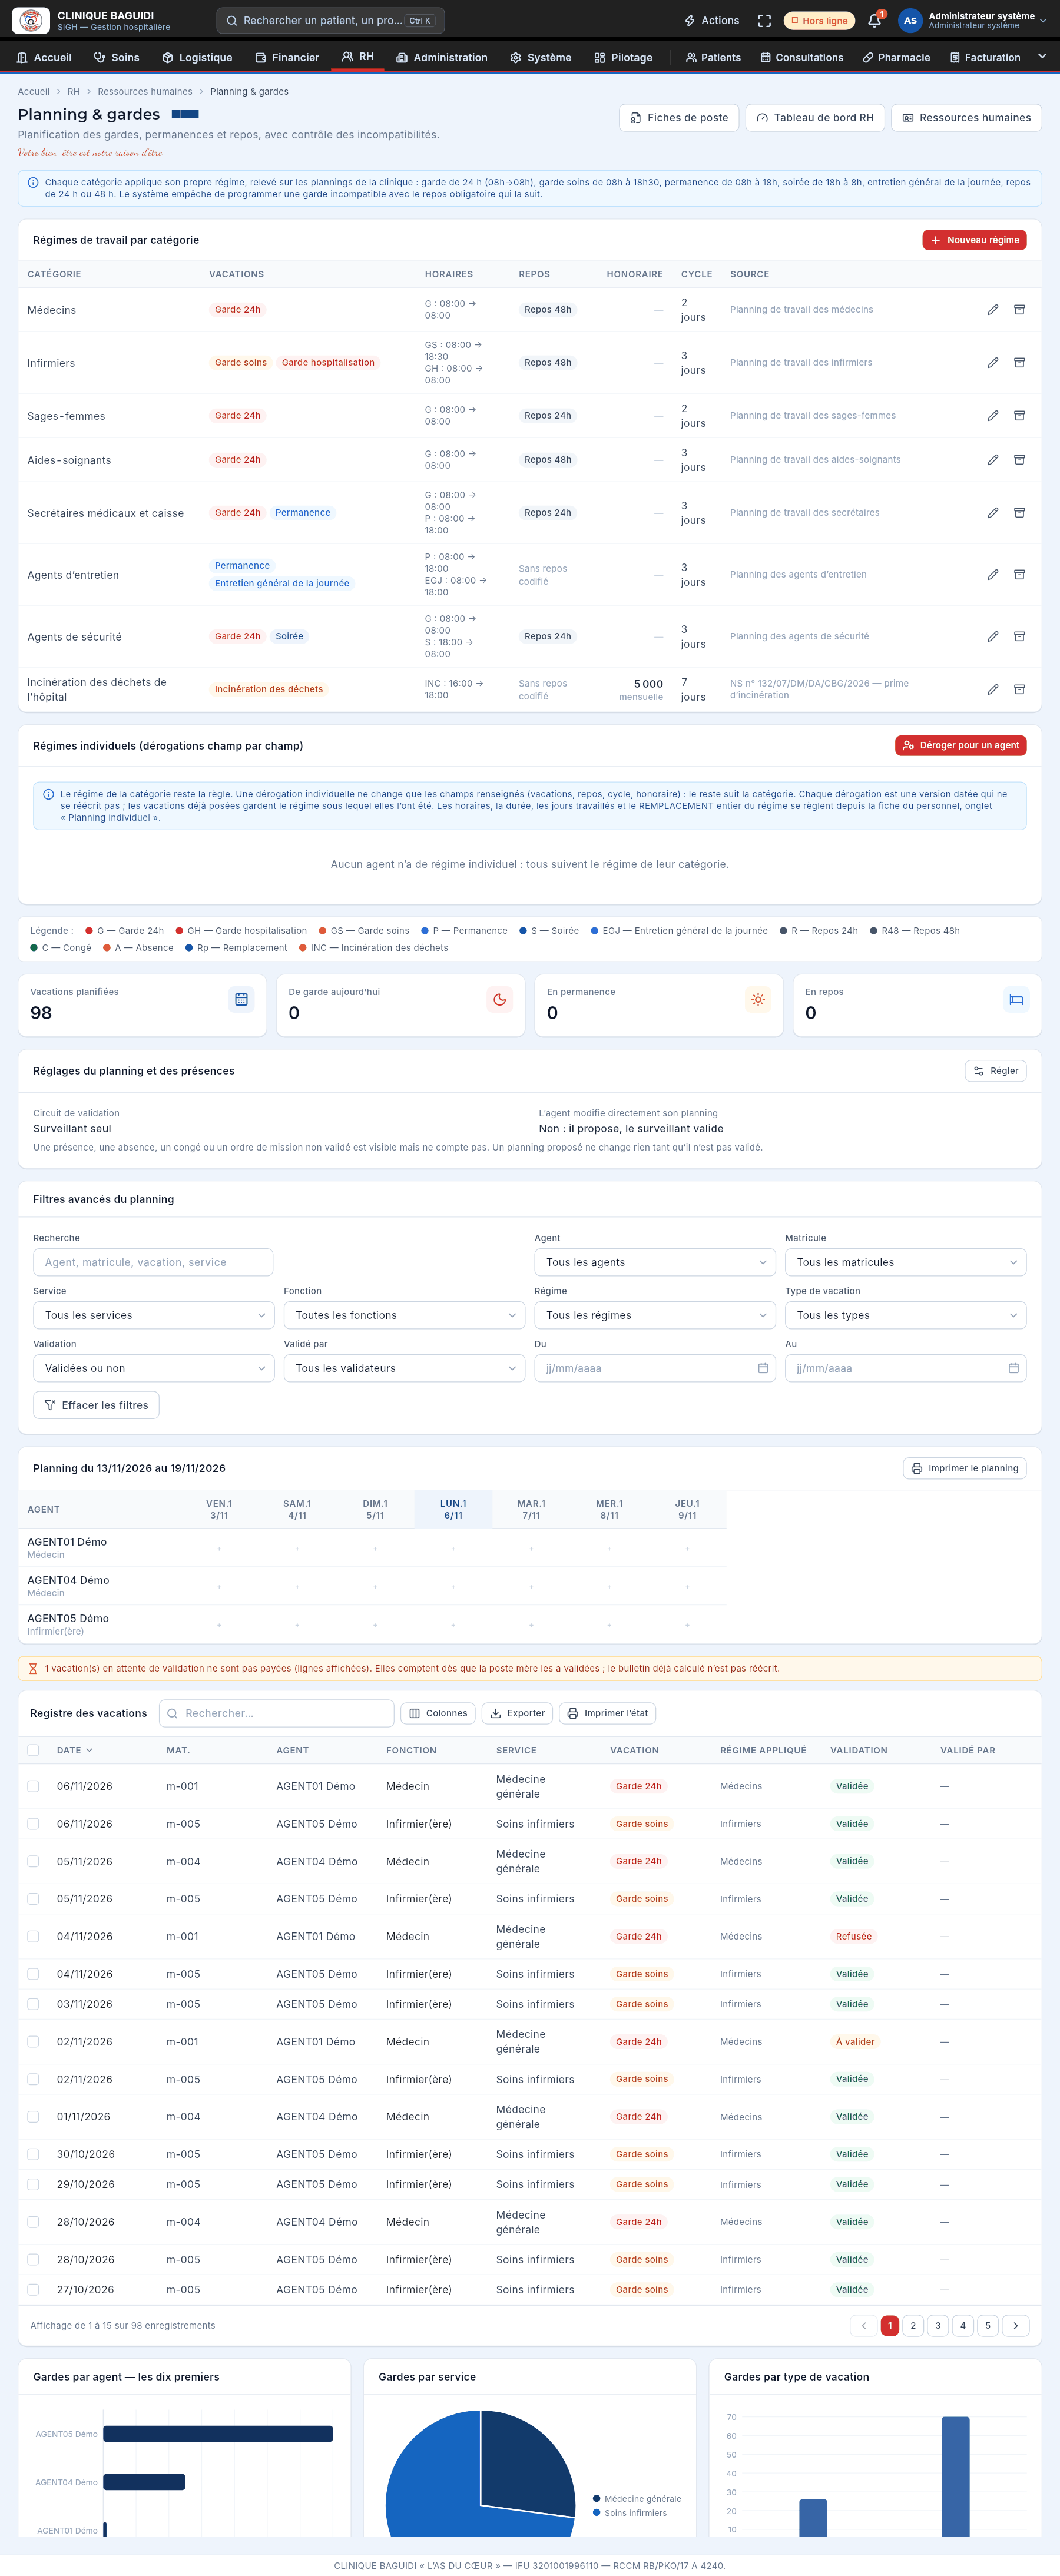 CLINIQUE BAGUIDI
SIGH — Gestion hospitalière
Rechercher un patient, un pro… Ctrl K
Actions
Hors ligne
1
AS
Administrateur système
Administrateur système
Accueil Soins Logistique Financier RH Administration Système Pilotage Patients Consultations Pharmacie Facturation
Accueil > RH > Ressources humaines > Planning & gardes
Planning & gardes
Fiches de poste Tableau de bord RH Ressources humaines
Planification des gardes, permanences et repos, avec contrôle des incompatibilités.
Votre bien-être est notre raison d'être.
Chaque catégorie applique son propre régime, relevé sur les plannings de la clinique : garde de 24 h (08h→08h), garde soins de 08h à 18h30, permanence de 08h à 18h, soirée de 18h à 8h, entretien général de la journée, repos
de 24 h ou 48 h. Le système empêche de programmer une garde incompatible avec le repos obligatoire qui la suit.
Régimes de travail par catégorie
Nouveau régime
CATÉGORIE VACATIONS HORAIRES REPOS HONORAIRE CYCLE SOURCE
Médecins Garde 24h G : 08:00 → 08:00 Repos 48h — 2 jours Planning de travail des médecins
Infirmiers Garde soins Garde hospitalisation GS : 08:00 → 18:30 GH : 08:00 → 08:00 Repos 48h — 3 jours Planning de travail des infirmiers
Sages-femmes Garde 24h G : 08:00 → 08:00 Repos 24h — 2 jours Planning de travail des sages-femmes
Aides-soignants Garde 24h G : 08:00 → 08:00 Repos 48h — 3 jours Planning de travail des aides-soignants
Secrétaires médicaux et caisse Garde 24h Permanence G : 08:00 → 08:00 P : 08:00 → 18:00 Repos 24h — 3 jours Planning de travail des secrétaires
Agents d'entretien Permanence Entretien général de la journée P : 08:00 → 18:00 EGJ : 08:00 → 18:00 Sans repos codifié — 3 jours Planning des agents d'entretien
Agents de sécurité Garde 24h Soirée G : 08:00 → 08:00 S : 18:00 → 08:00 Repos 24h — 3 jours Planning des agents de sécurité
Incinération des déchets de l'hôpital Incinération des déchets INC : 16:00 → 18:00 Sans repos codifié 5 000 mensuelle 7 jours NS n° 132/07/DM/DA/CBG/2026 — prime d'incinération
Régimes individuels (dérogations champ par champ)
Déroger pour un agent
Le régime de la catégorie reste la règle. Une dérogation individuelle ne change que les champs renseignés (vacations, repos, cycle, honoraire) : le reste suit la catégorie. Chaque dérogation est une version datée qui ne
se réécrit pas ; les vacations déjà posées gardent le régime sous lequel elles l'ont été. Les horaires, la durée, les jours travaillés et le REMPLACEMENT entier du régime se règlent depuis la fiche du personnel, onglet
« Planning individuel ».
Aucun agent n'a de régime individuel : tous suivent le régime de leur catégorie.
Légende : G — Garde 24h GH — Garde hospitalisation GS — Garde soins P — Permanence S — Soirée EGJ — Entretien général de la journée R — Repos 24h R48 — Repos 48h
C — Congé A — Absence Rp — Remplacement INC — Incinération des déchets
Vacations planifiées
98
De garde aujourd'hui
0
En permanence
0
En repos
0
Réglages du planning et des présences
Régler
Circuit de validation
Surveillant seul
L'agent modifie directement son planning
Non : il propose, le surveillant valide
Une présence, une absence, un congé ou un ordre de mission non validé est visible mais ne compte pas. Un planning proposé ne change rien tant qu'il n'est pas validé.
Filtres avancés du planning
Recherche Agent Matricule
Agent, matricule, vacation, service Tous les agents Tous les matricules
Service Fonction Régime Type de vacation
Tous les services Toutes les fonctions Tous les régimes Tous les types
Validation Validé par Du Au
Validées ou non Tous les validateurs jj/mm/aaaa jj/mm/aaaa
Effacer les filtres
Planning du 13/11/2026 au 19/11/2026
Imprimer le planning
AGENT VEN.1 3/11 SAM.1 4/11 DIM.1 5/11 LUN.1 6/11 MAR.1 7/11 MER.1 8/11 JEU.1 9/11
AGENT01 Démo + + + + + + +
Médecin
AGENT04 Démo + + + + + + +
Médecin
AGENT05 Démo + + + + + + +
Infirmier(ère)
1 vacation(s) en attente de validation ne sont pas payées (lignes affichées). Elles comptent dès que la poste mère les a validées ; le bulletin déjà calculé n'est pas réécrit.
Registre des vacations Rechercher... Colonnes Exporter Imprimer l'état
DATE MAT. AGENT FONCTION SERVICE VACATION RÉGIME APPLIQUÉ VALIDATION VALIDÉ PAR
06/11/2026 m-001 AGENT01 Démo Médecin Médecine générale Garde 24h Médecins Validée —
06/11/2026 m-005 AGENT05 Démo Infirmier(ère) Soins infirmiers Garde soins Infirmiers Validée —
05/11/2026 m-004 AGENT04 Démo Médecin Médecine générale Garde 24h Médecins Validée —
05/11/2026 m-005 AGENT05 Démo Infirmier(ère) Soins infirmiers Garde soins Infirmiers Validée —
04/11/2026 m-001 AGENT01 Démo Médecin Médecine générale Garde 24h Médecins Refusée —
04/11/2026 m-005 AGENT05 Démo Infirmier(ère) Soins infirmiers Garde soins Infirmiers Validée —
03/11/2026 m-005 AGENT05 Démo Infirmier(ère) Soins infirmiers Garde soins Infirmiers Validée —
02/11/2026 m-001 AGENT01 Démo Médecin Médecine générale Garde 24h Médecins À valider —
02/11/2026 m-005 AGENT05 Démo Infirmier(ère) Soins infirmiers Garde soins Infirmiers Validée —
01/11/2026 m-004 AGENT04 Démo Médecin Médecine générale Garde 24h Médecins Validée —
30/10/2026 m-005 AGENT05 Démo Infirmier(ère) Soins infirmiers Garde soins Infirmiers Validée —
29/10/2026 m-005 AGENT05 Démo Infirmier(ère) Soins infirmiers Garde soins Infirmiers Validée —
28/10/2026 m-004 AGENT04 Démo Médecin Médecine générale Garde 24h Médecins Validée —
28/10/2026 m-005 AGENT05 Démo Infirmier(ère) Soins infirmiers Garde soins Infirmiers Validée —
27/10/2026 m-005 AGENT05 Démo Infirmier(ère) Soins infirmiers Garde soins Infirmiers Validée —
Affichage de 1 à 15 sur 98 enregistrements
1 2 3 4 5
Gardes par agent — les dix premiers
AGENT05 Démo
AGENT04 Démo
AGENT01 Démo
Gardes par service
Médecine générale
Soins infirmiers
Gardes par type de vacation
70
60
50
40
30
20
10
CLINIQUE BAGUIDI « L'AS DU CŒUR » — IFU 3201001996110 — RCCM RB/PKO/17 A 4240.